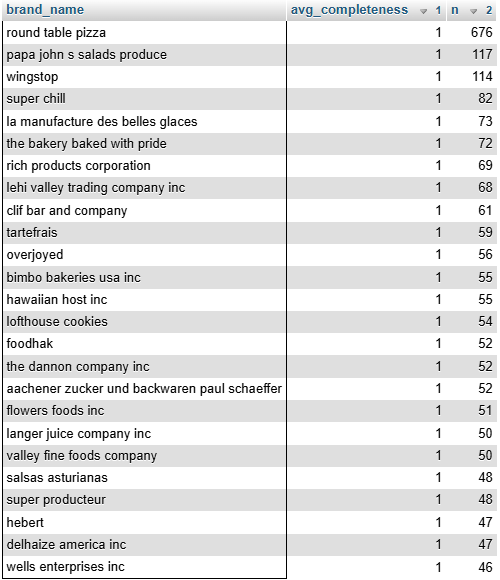 brand_name avg_completeness 1 n 2
round table pizza 1 676
papa john s salads produce 1 117
wingstop 1 114
super chill 1 82
la manufacture des belles glaces 1 73
the bakery baked with pride 1 72
rich products corporation 1 69
lehi valley trading company inc 1 68
clif bar and company 1 61
tartefrais 1 59
overjoyed 1 56
bimbo bakeries usa inc 1 55
hawaiian host inc 1 55
lofthouse cookies 1 54
foodhak 1 52
the dannon company inc 1 52
aachener zucker und backwaren paul schaeffer 1 52
flowers foods inc 1 51
langer juice company inc 1 50
valley fine foods company 1 50
salsas asturianas 1 48
super producteur 1 48
hebert 1 47
delhaize america inc 1 47
wells enterprises inc 1 46